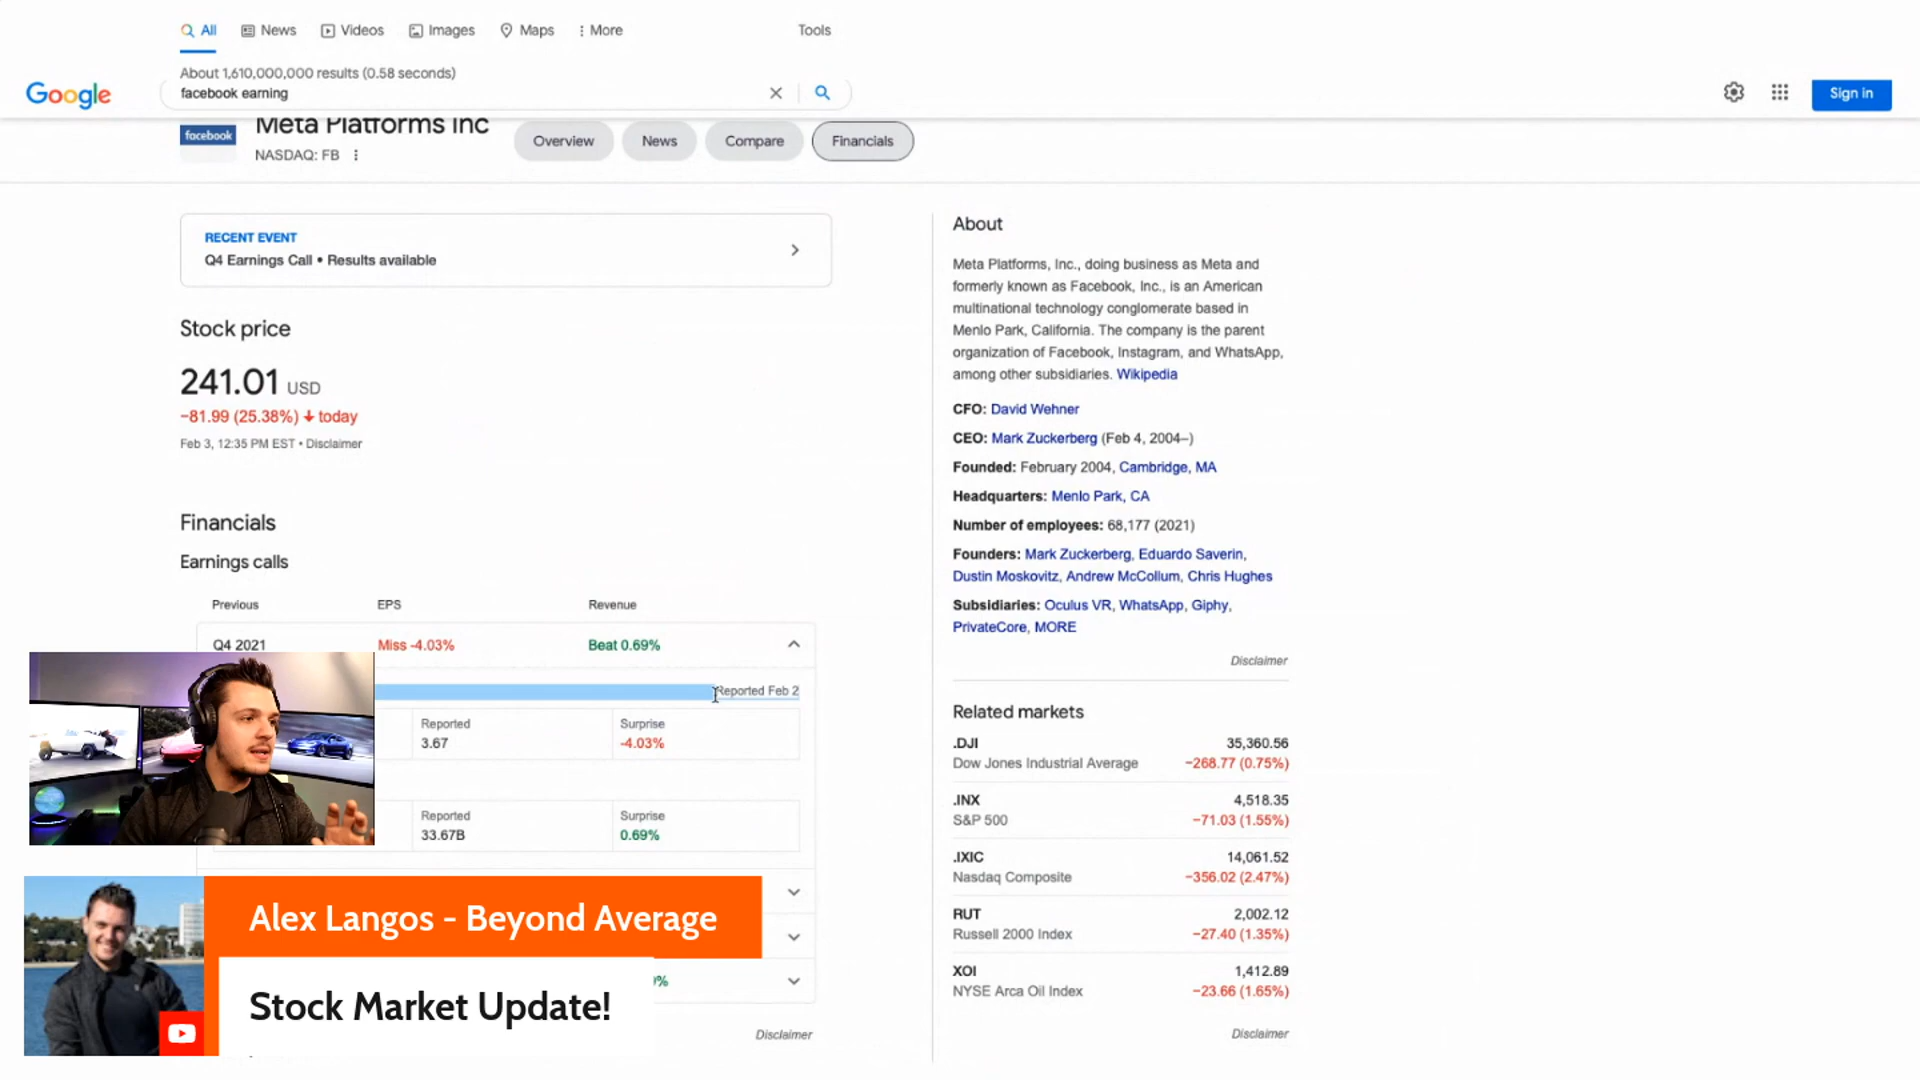 All
News
Videos
Images
Maps
More
Tools
About 1,610,000,000 results (0.58 seconds)
Google
facebook earning
Sign in
facebook
Meta Platforms Inc
NASDAQ: FB
Overview
News
Compare
Financials
RECENT EVENT
Q4 Earnings Call • Results available
Stock price
241.01 USD
−81.99 (25.38%) ↓ today
Feb 3, 12:35 PM EST • Disclaimer
Financials
Earnings calls
Previous EPS Revenue
Q4 2021 Miss -4.03% Beat 0.69%
Reported Feb 2
Reported Surprise
3.67 -4.03%
Reported Surprise
33.67B 0.69%
Disclaimer
About
Meta Platforms, Inc., doing business as Meta and
formerly known as Facebook, Inc., is an American
multinational technology conglomerate based in
Menlo Park, California. The company is the parent
organization of Facebook, Instagram, and WhatsApp,
among other subsidiaries. Wikipedia
CFO: David Wehner
CEO: Mark Zuckerberg (Feb 4, 2004–)
Founded: February 2004, Cambridge, MA
Headquarters: Menlo Park, CA
Number of employees: 68,177 (2021)
Founders: Mark Zuckerberg, Eduardo Saverin,
Dustin Moskovitz, Andrew McCollum, Chris Hughes
Subsidiaries: Oculus VR, WhatsApp, Giphy,
PrivateCore, MORE
Disclaimer
Related markets
.DJI 35,360.56
Dow Jones Industrial Average −268.77 (0.75%)
.INX 4,518.35
S&P 500 −71.03 (1.55%)
.IXIC 14,061.52
Nasdaq Composite −356.02 (2.47%)
RUT 2,002.12
Russell 2000 Index −27.40 (1.35%)
XOI 1,412.89
NYSE Arca Oil Index −23.66 (1.65%)
Disclaimer
Alex Langos - Beyond Average
Stock Market Update!